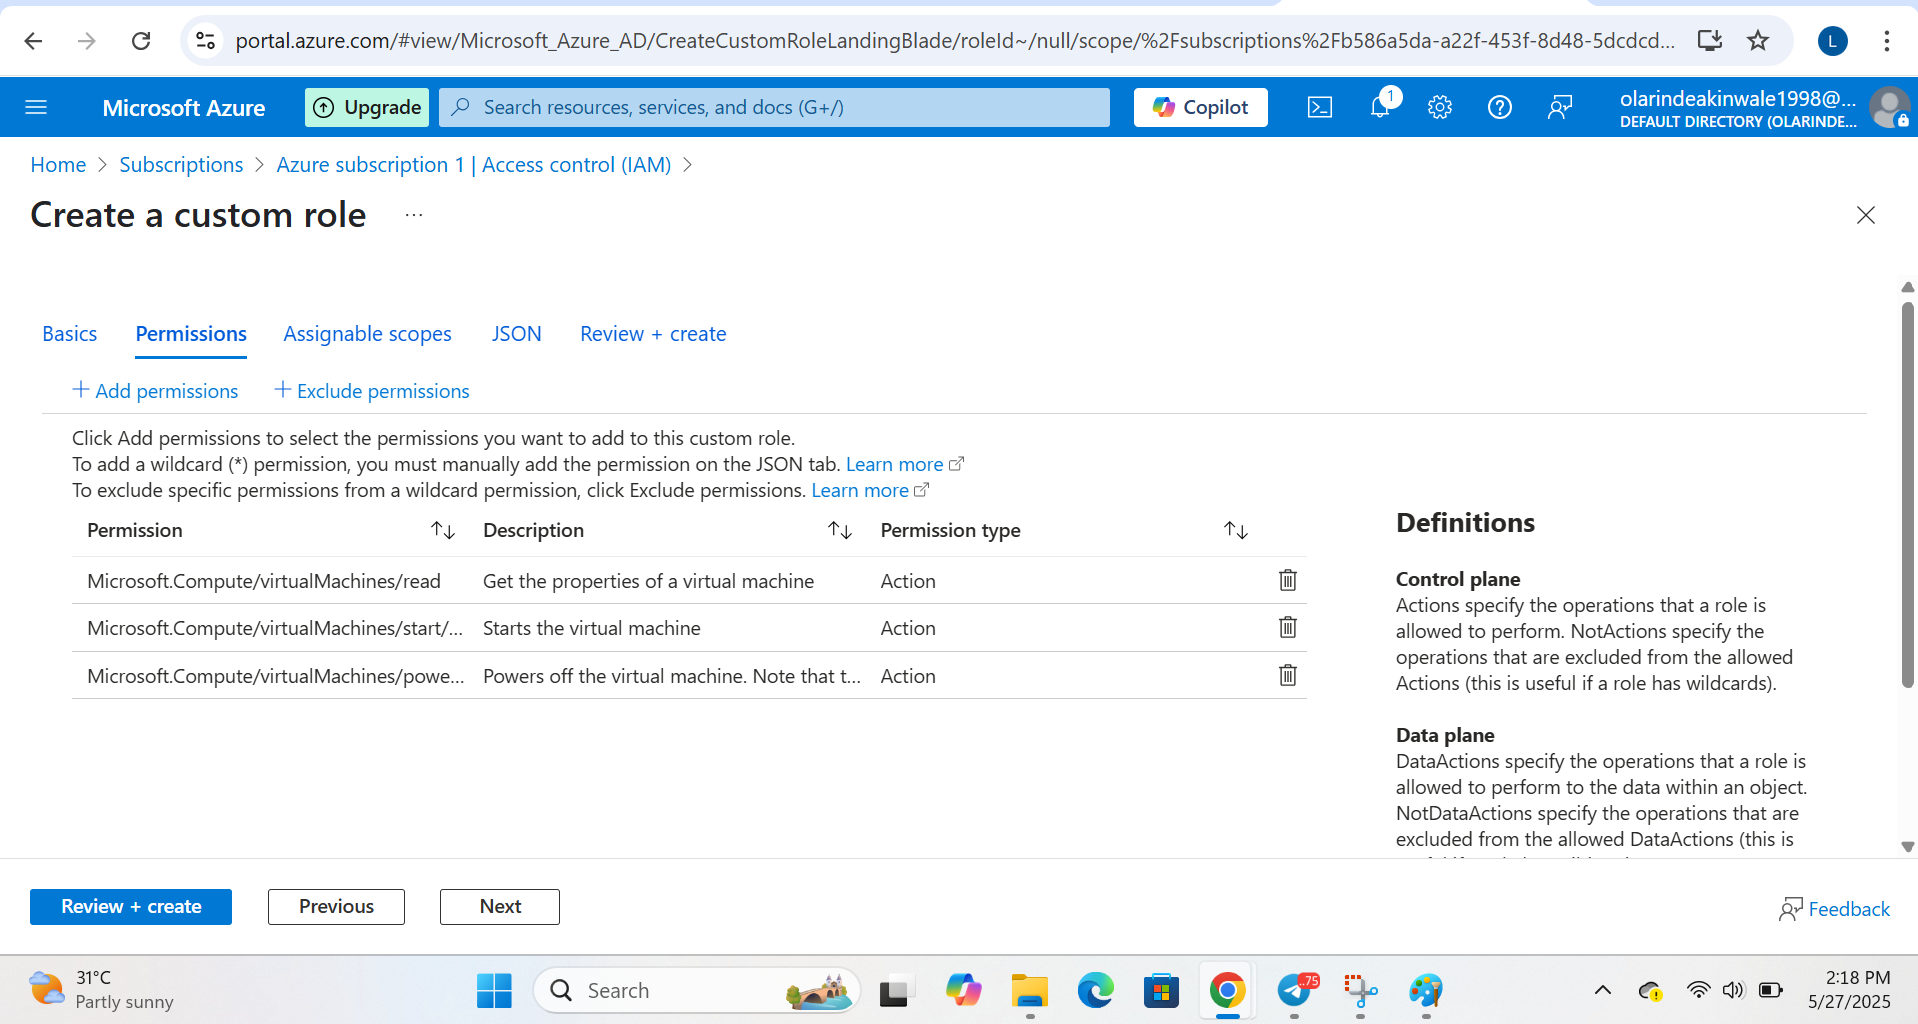 portal.azure.com/#view/Microsoft_Azure_AD/CreateCustomRoleLandingBlade/roleId~/null/scope/%2Fsubscriptions%2Fb586a5da-a22f-453f-8d48-5dcdcd...
L
Microsoft Azure
Upgrade
Search resources, services, and docs (G+/)
Copilot
1
olarindeakinwale1998@...
DEFAULT DIRECTORY (OLARINDE...
Home > Subscriptions > Azure subscription 1 | Access control (IAM) >
Create a custom role ...
Basics Permissions Assignable scopes JSON Review + create
+ Add permissions + Exclude permissions
Click Add permissions to select the permissions you want to add to this custom role.
To add a wildcard (*) permission, you must manually add the permission on the JSON tab. Learn more
To exclude specific permissions from a wildcard permission, click Exclude permissions. Learn more
Permission Description Permission type
Microsoft.Compute/virtualMachines/read Get the properties of a virtual machine Action
Microsoft.Compute/virtualMachines/start/... Starts the virtual machine Action
Microsoft.Compute/virtualMachines/powe... Powers off the virtual machine. Note that t... Action
Definitions
Control plane
Actions specify the operations that a role is
allowed to perform. NotActions specify the
operations that are excluded from the allowed
Actions (this is useful if a role has wildcards).
Data plane
DataActions specify the operations that a role is
allowed to perform to the data within an object.
NotDataActions specify the operations that are
excluded from the allowed DataActions (this is
Review + create Previous Next
Feedback
31°C
Partly sunny
Search
..75
2:18 PM
5/27/2025